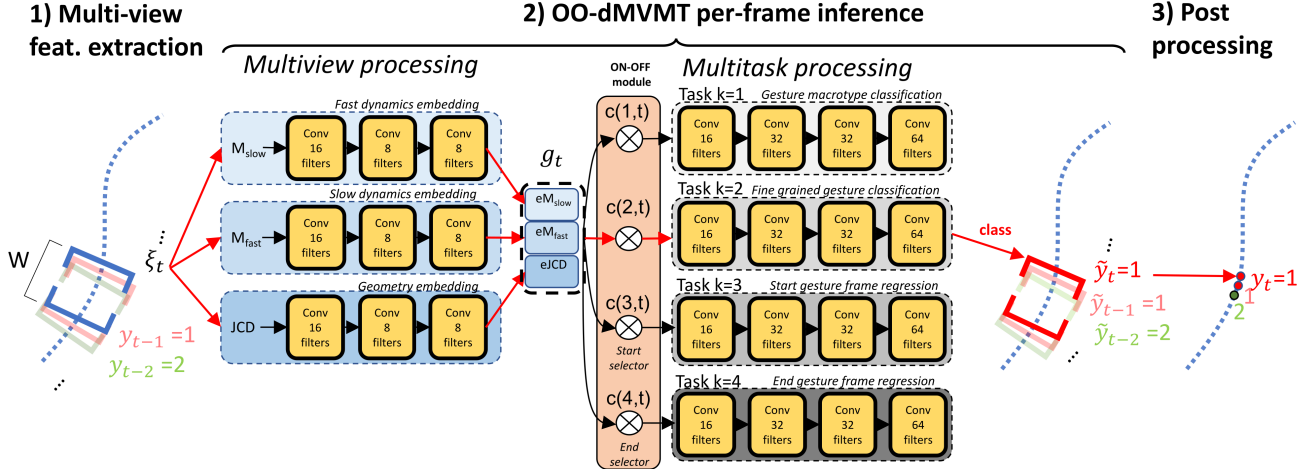 1) Multi-view
feat. extraction
2) OO-dMVMT per-frame inference
3) Post
processing
Multiview processing
ON-OFF
module
Multitask processing
Fast dynamics embedding
M_slow
Conv
16
filters
Conv
8
filters
Conv
8
filters
Slow dynamics embedding
M_fast
Conv
16
filters
Conv
8
filters
Conv
8
filters
Geometry embedding
JCD
Conv
16
filters
Conv
8
filters
Conv
8
filters
W
...
ξ_t
y_{t-1} =1
y_{t-2} =2
...
g_t
eM_slow
eM_fast
eJCD
c(1,t)
c(2,t)
c(3,t)
Start
selector
c(4,t)
End
selector
Task k=1
Gesture macrotype classification
Conv
16
filters
Conv
32
filters
Conv
32
filters
Conv
64
filters
Task k=2
Fine grained gesture classification
Conv
16
filters
Conv
32
filters
Conv
32
filters
Conv
64
filters
Task k=3
Start gesture frame regression
Conv
16
filters
Conv
32
filters
Conv
32
filters
Conv
64
filters
Task k=4
End gesture frame regression
Conv
16
filters
Conv
32
filters
Conv
32
filters
Conv
64
filters
class
...
ỹ_t=1
ỹ_{t-1} = 1
ỹ_{t-2} = 2
...
y_t=1
1
2